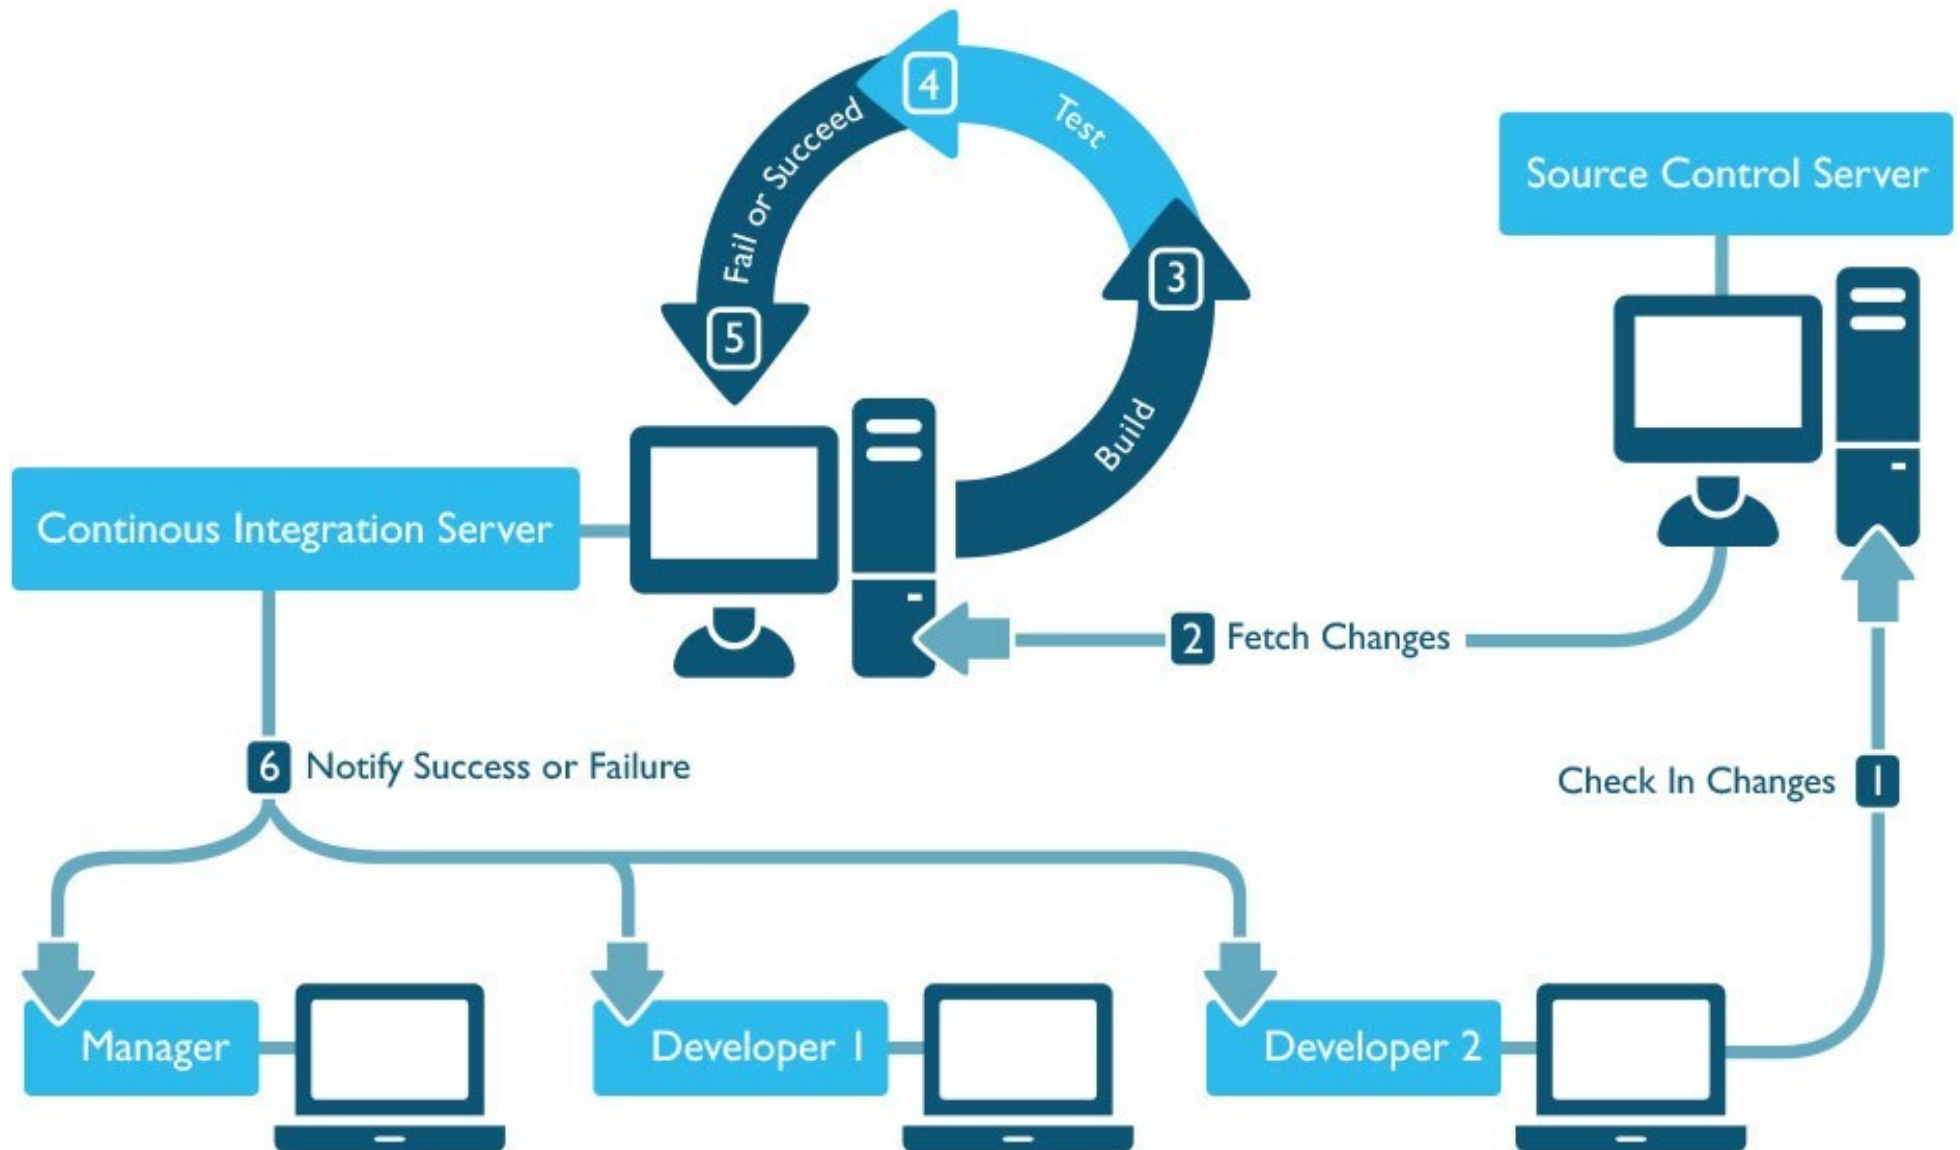 4
Test
Fail or Succeed
Source Control Server
3
5
Build
Continous Integration Server
2 Fetch Changes
6 Notify Success or Failure
Check In Changes 1
Manager
Developer 1
Developer 2